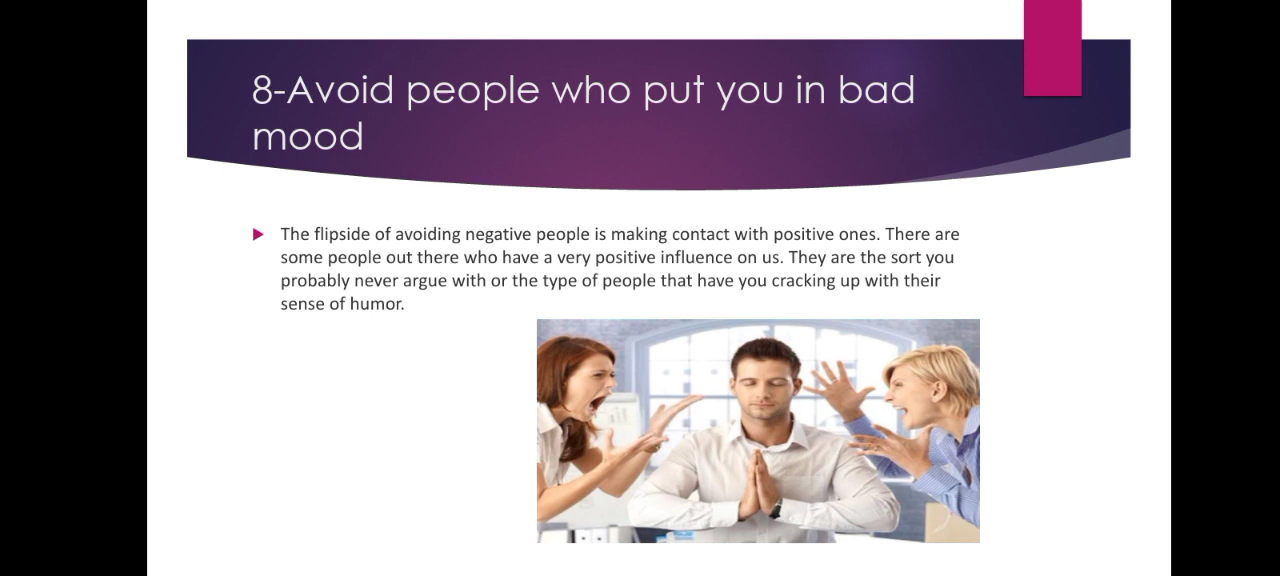 8-Avoid people who put you in bad
mood
The flipside of avoiding negative people is making contact with positive ones. There are
some people out there who have a very positive influence on us. They are the sort you
probably never argue with or the type of people that have you cracking up with their
sense of humor.